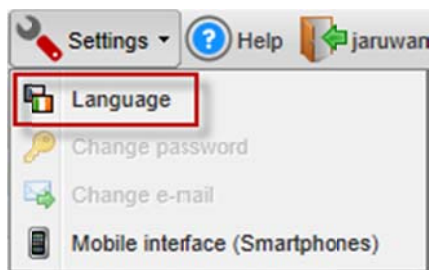 Settings Help jaruwan
Language
Change password
Change e-mail
Mobile interface (Smartphones)